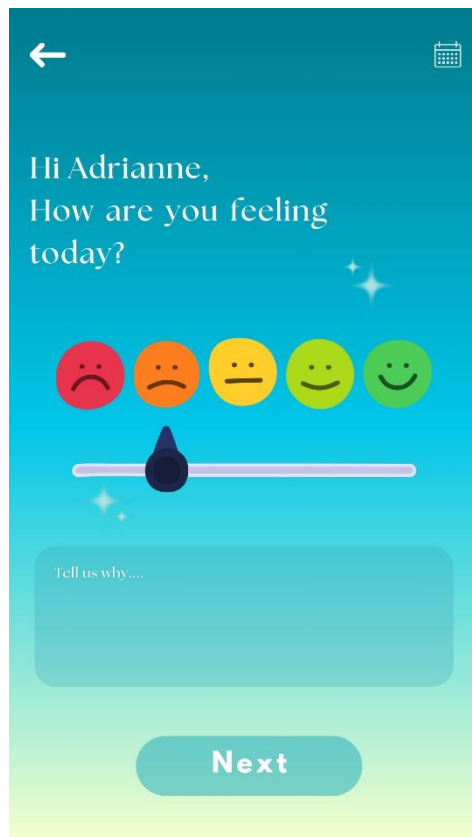 Hi Adrianne,
How are you feeling
today?
Tell us why....
Next